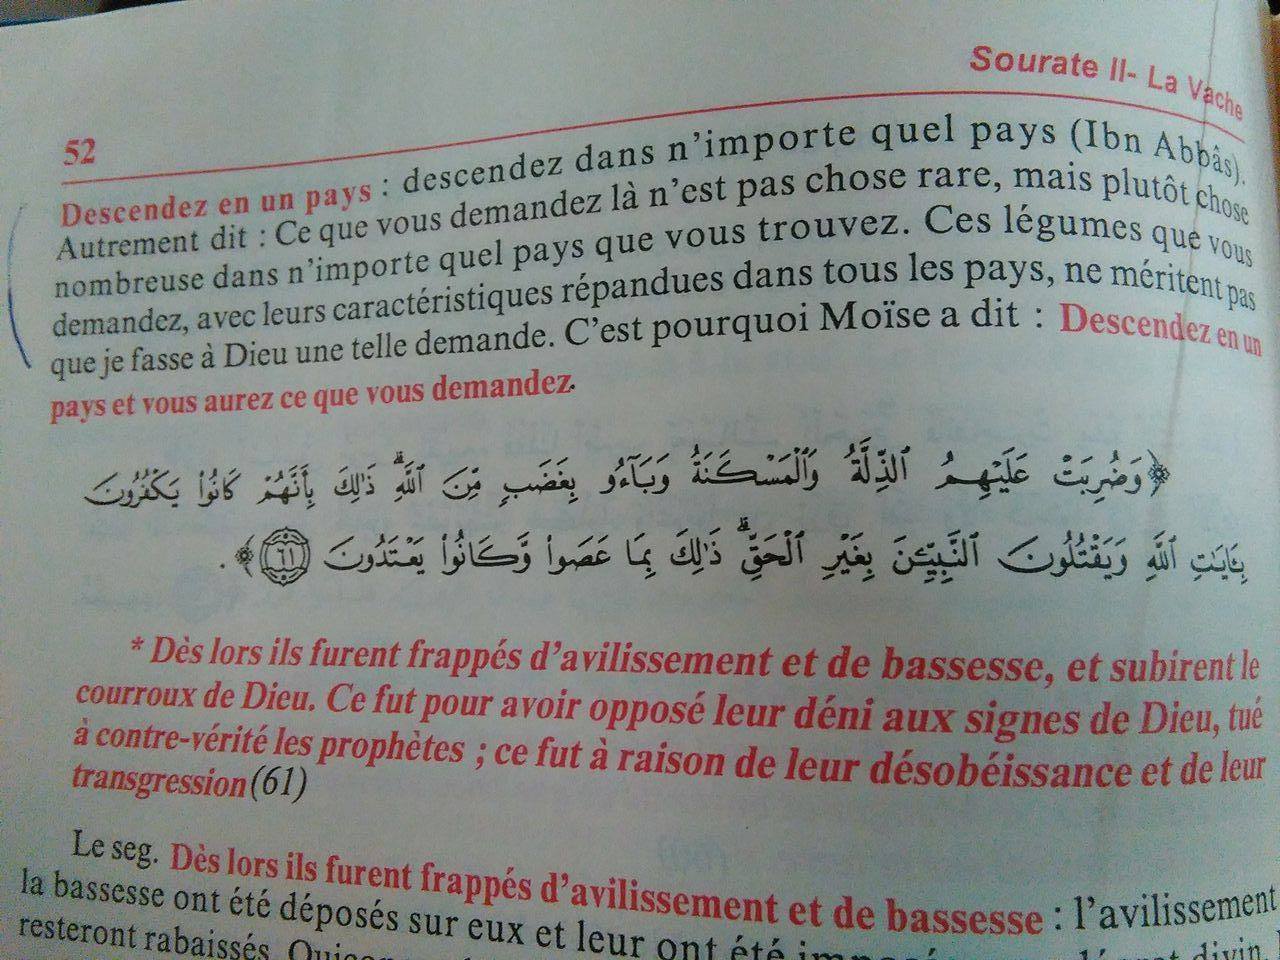 Sourate II- La Vache
52
Descendez en un pays : descendez dans n'importe quel pays (Ibn Abbâs).
Autrement dit : Ce que vous demandez là n'est pas chose rare, mais plutôt chose
nombreuse dans n'importe quel pays que vous trouvez. Ces légumes que vous
demandez, avec leurs caractéristiques répandues dans tous les pays, ne méritent pas
que je fasse à Dieu une telle demande. C'est pourquoi Moïse a dit : Descendez en un
pays et vous aurez ce que vous demandez.
﴿وَضُرِبَتْ عَلَيْهِمُ ٱلذِّلَّةُ وَٱلْمَسْكَنَةُ وَبَآءُو بِغَضَبٍ مِّنَ ٱللَّهِۗ ذَٰلِكَ بِأَنَّهُمْ كَانُوا۟ يَكْفُرُونَ
بِـَٔايَٰتِ ٱللَّهِ وَيَقْتُلُونَ ٱلنَّبِيِّـۧنَ بِغَيْرِ ٱلْحَقِّۗ ذَٰلِكَ بِمَا عَصَوا۟ وَّكَانُوا۟ يَعْتَدُونَ ٦١﴾.
* Dès lors ils furent frappés d'avilissement et de bassesse, et subirent le
courroux de Dieu. Ce fut pour avoir opposé leur déni aux signes de Dieu, tué
à contre-vérité les prophètes ; ce fut à raison de leur désobéissance et de leur
transgression (61)
Le seg. Dès lors ils furent frappés d'avilissement et de bassesse : l'avilissement
la bassesse ont été déposés sur eux et leur ont été
resteront rabaissés. divin.